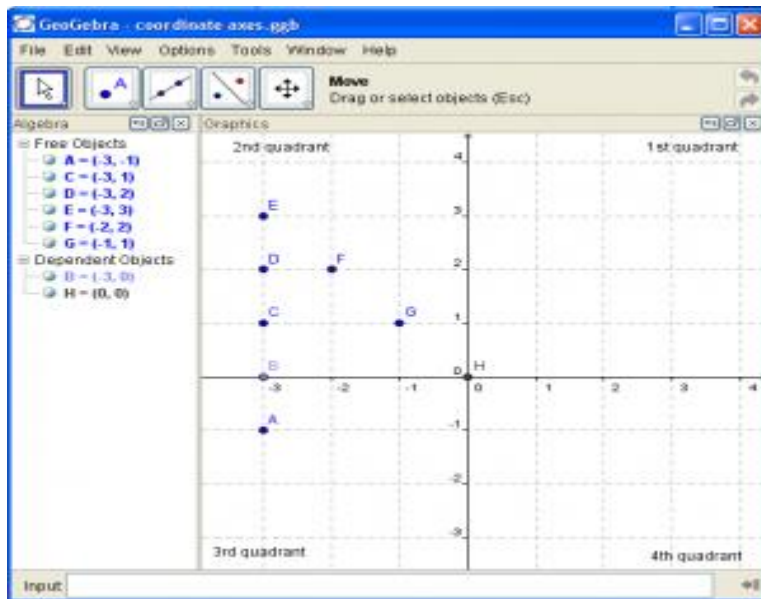 GeoGebra - coordinate axes.ggb
File Edit View Options Tools Window Help
A
Move
Drag or select objects (Esc)
Algebra
Graphics
Free Objects
A = (-3, -1)
C = (-3, 1)
D = (-3, 2)
E = (-3, 3)
F = (-2, 2)
G = (-1, 1)
Dependent Objects
B = (-3, 0)
H = (0, 0)
2nd quadrant
1st quadrant
4
E
3
D F
2
C G
1
B
0 H
-3 -2 -1 0 1 2 3 4
A
-1
-2
-3
3rd quadrant
4th quadrant
Input